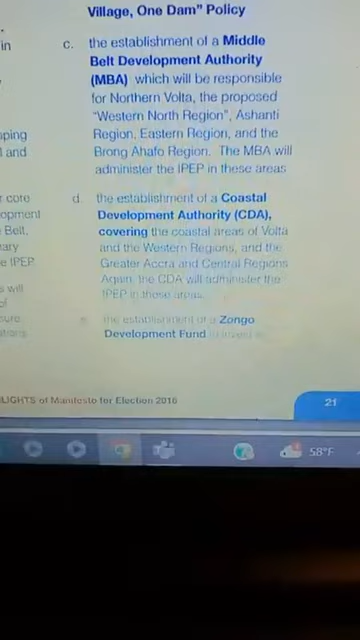 Village, One Dam" Policy
in
c. the establishment of a Middle
Belt Development Authority
(MBA) which will be responsible
for Northern Volta, the proposed
"Western North Region", Ashanti
ping Region, Eastern Region, and the
and Brong Ahafo Region. The MBA will
administer the IPEP in these areas
core d. the establishment of a Coastal
opment Development Authority (CDA),
Belt, covering the coastal areas of Volta
ary and the Western Regions, and the
e IPEP Greater Accra and Central Regions
Again, the CDA will administer the
will IPEP in these areas.
of
the establishment of a Zongo
Development Fund to invest in
LIGHTS of Manifesto for Election 2016
21
58°F